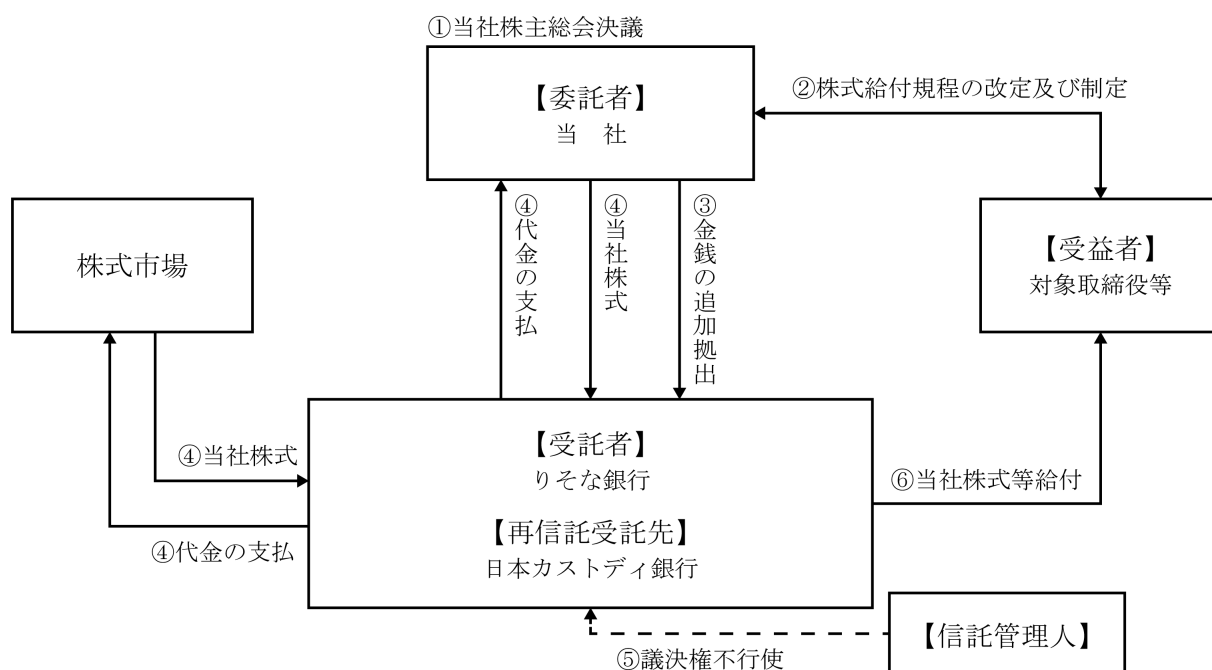 ①当社株主総会決議
【委託者】
当　社
②株式給付規程の改定及び制定
④代金の支払
④当社株式
③金銭の追加拠出
株式市場
【受益者】
対象取締役等
④当社株式
④代金の支払
【受託者】
りそな銀行
【再信託受託先】
日本カストディ銀行
⑥当社株式等給付
⑤議決権不行使
【信託管理人】